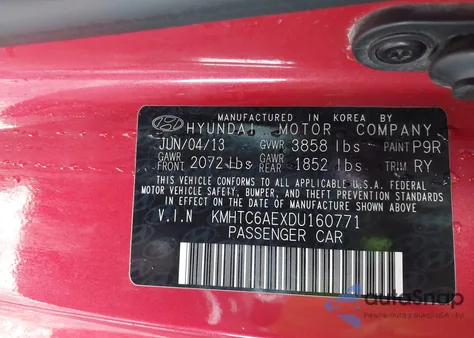 MANUFACTURED IN KOREA BY
HYUNDAI MOTOR COMPANY
JUN/04/13 GVWR 3858 lbs PAINT P9R
GAWR FRONT 2072 lbs GAWR REAR 1852 lbs TRIM RY
THIS VEHICLE CONFORMS TO ALL APPLICABLE U.S.A. FEDERAL
MOTOR VEHICLE SAFETY, BUMPER, AND THEFT PREVENTION STANDARDS
IN EFFECT ON THE DATE OF MANUFACTURE SHOWN ABOVE.
V.I.N KMHTC6AEXDU160771
PASSENGER CAR
autoSnap